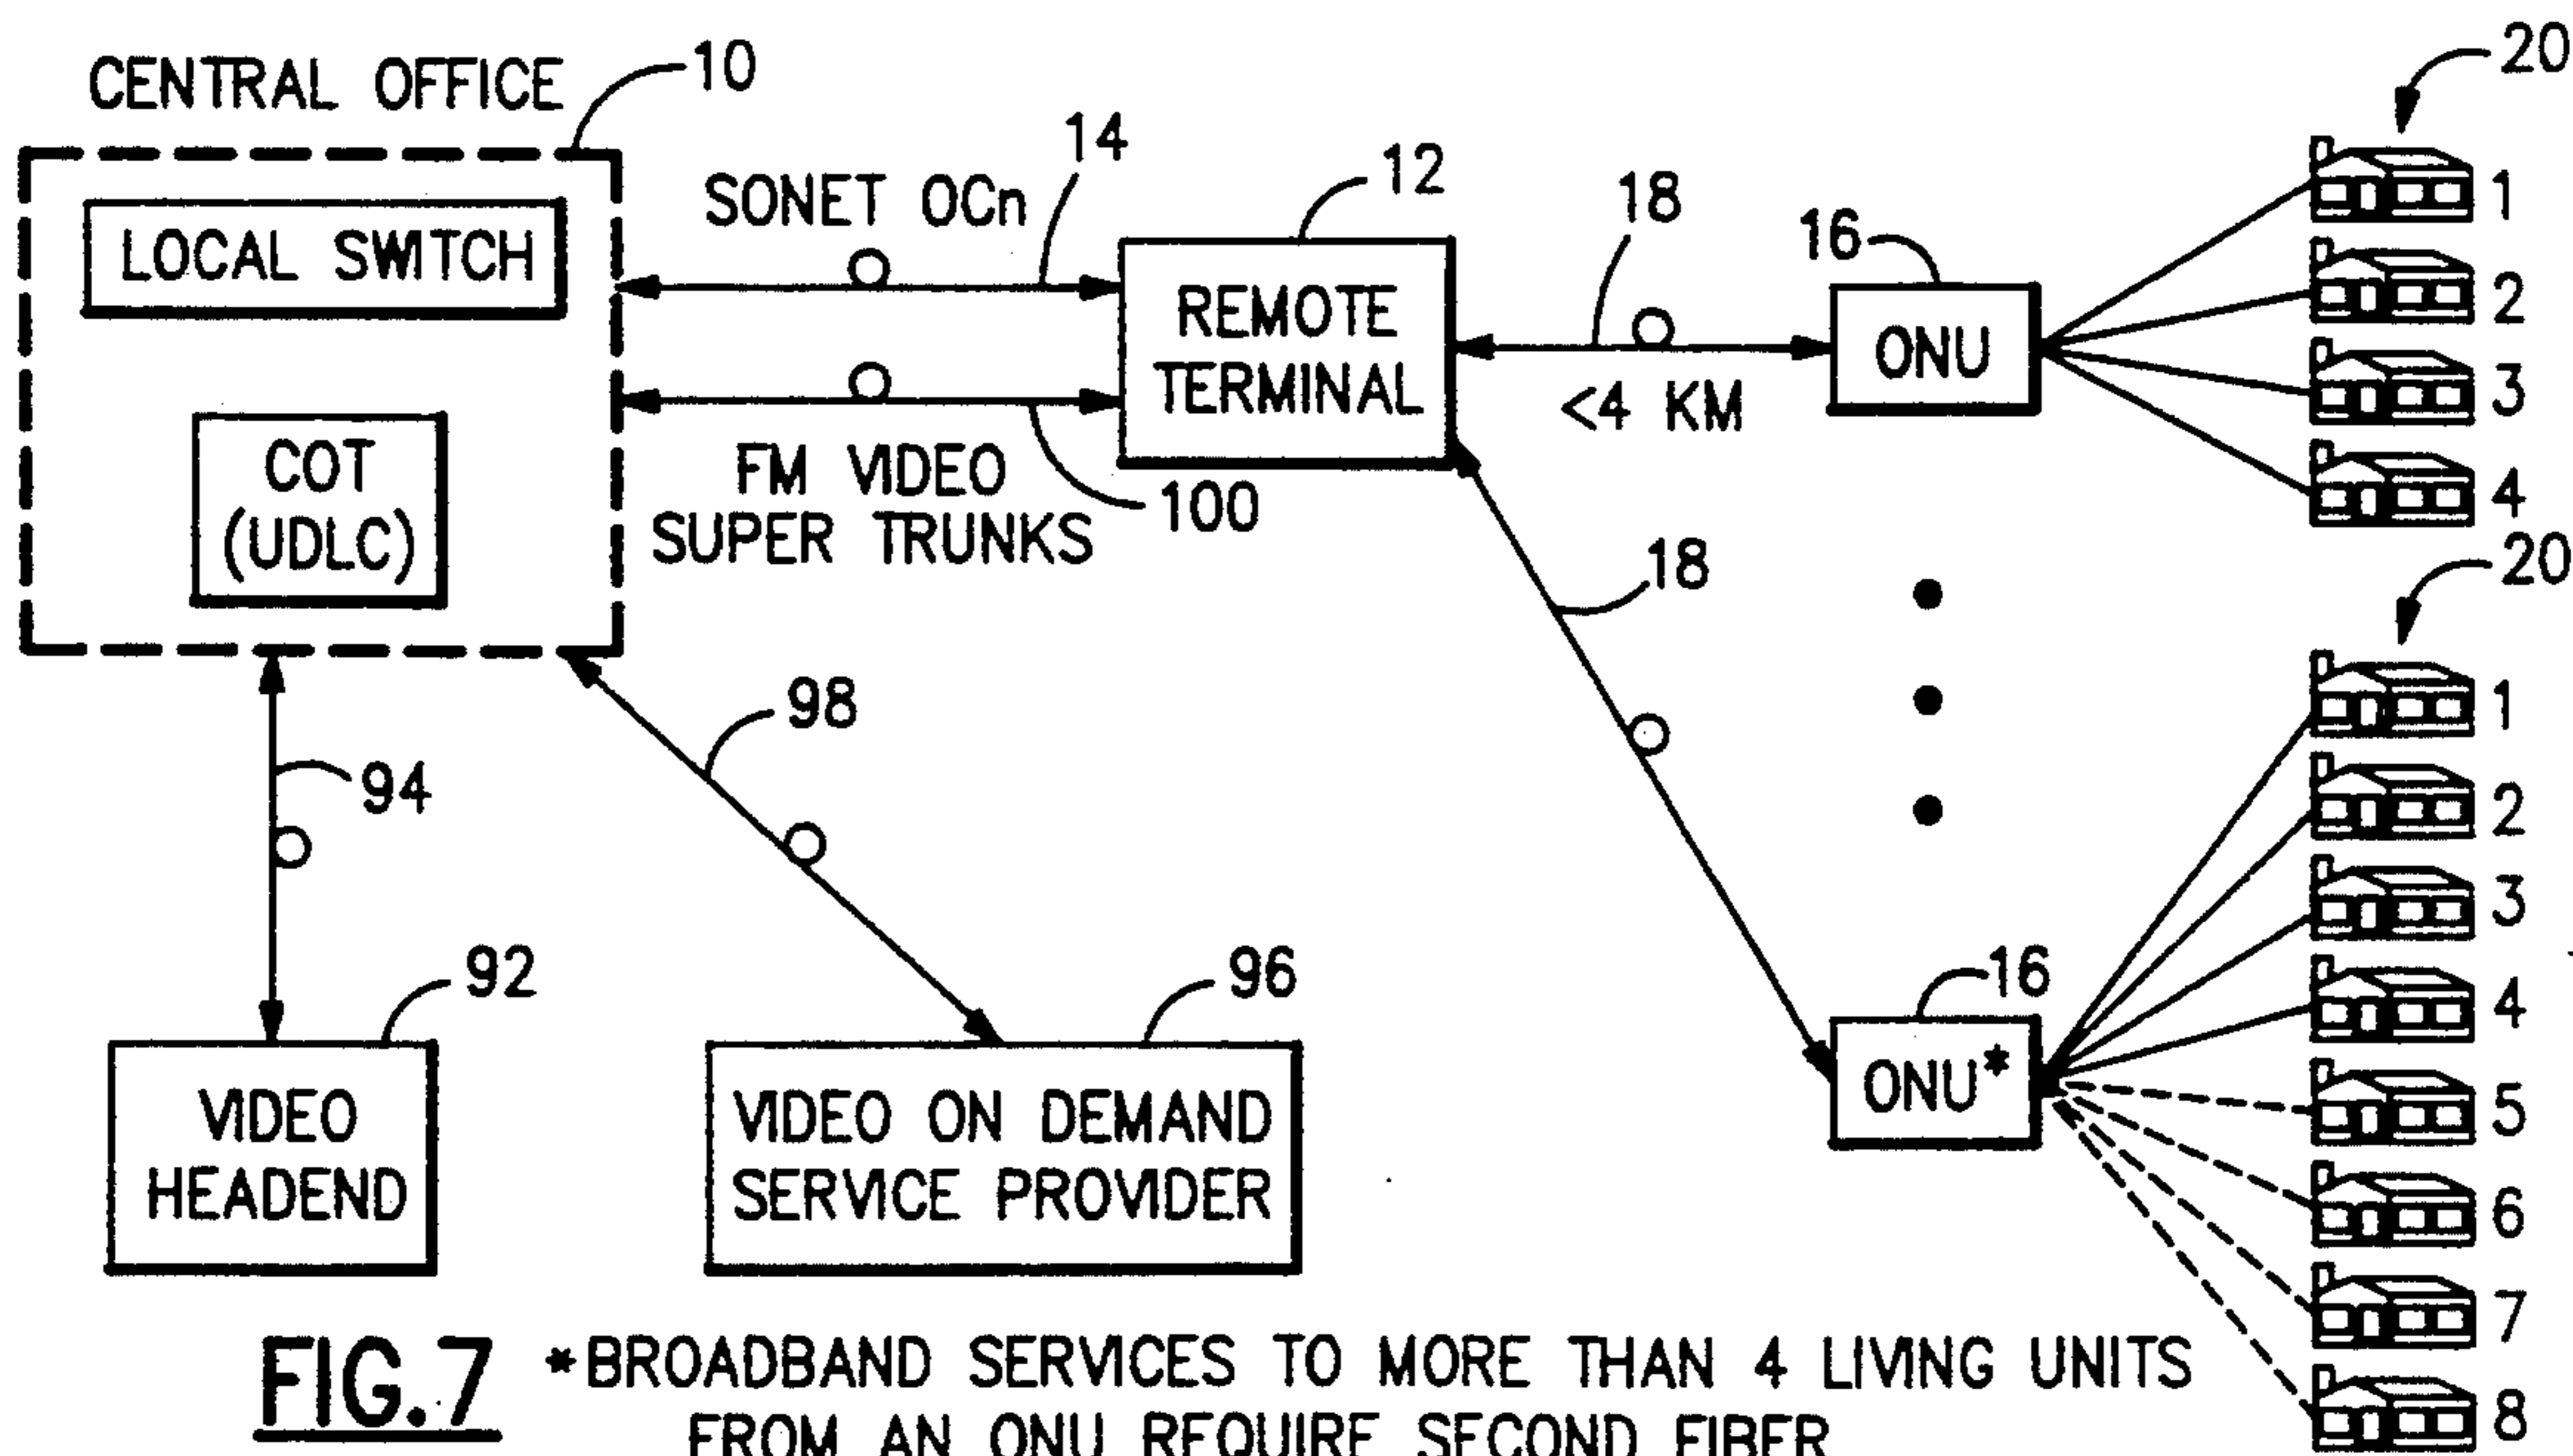 CENTRAL OFFICE
10
LOCAL SWITCH
COT
(UDLC)
SONET OCn
14
FM VIDEO
SUPER TRUNKS
100
12
REMOTE
TERMINAL
18
<4 KM
16
ONU
20
1
2
3
4
18
20
1
2
3
4
5
6
7
8
16
ONU*
94
98
92
VIDEO
HEADEND
96
VIDEO ON DEMAND
SERVICE PROVIDER
FIG.7
*BROADBAND SERVICES TO MORE THAN 4 LIVING UNITS
FROM AN ONU REQUIRE SECOND FIBER